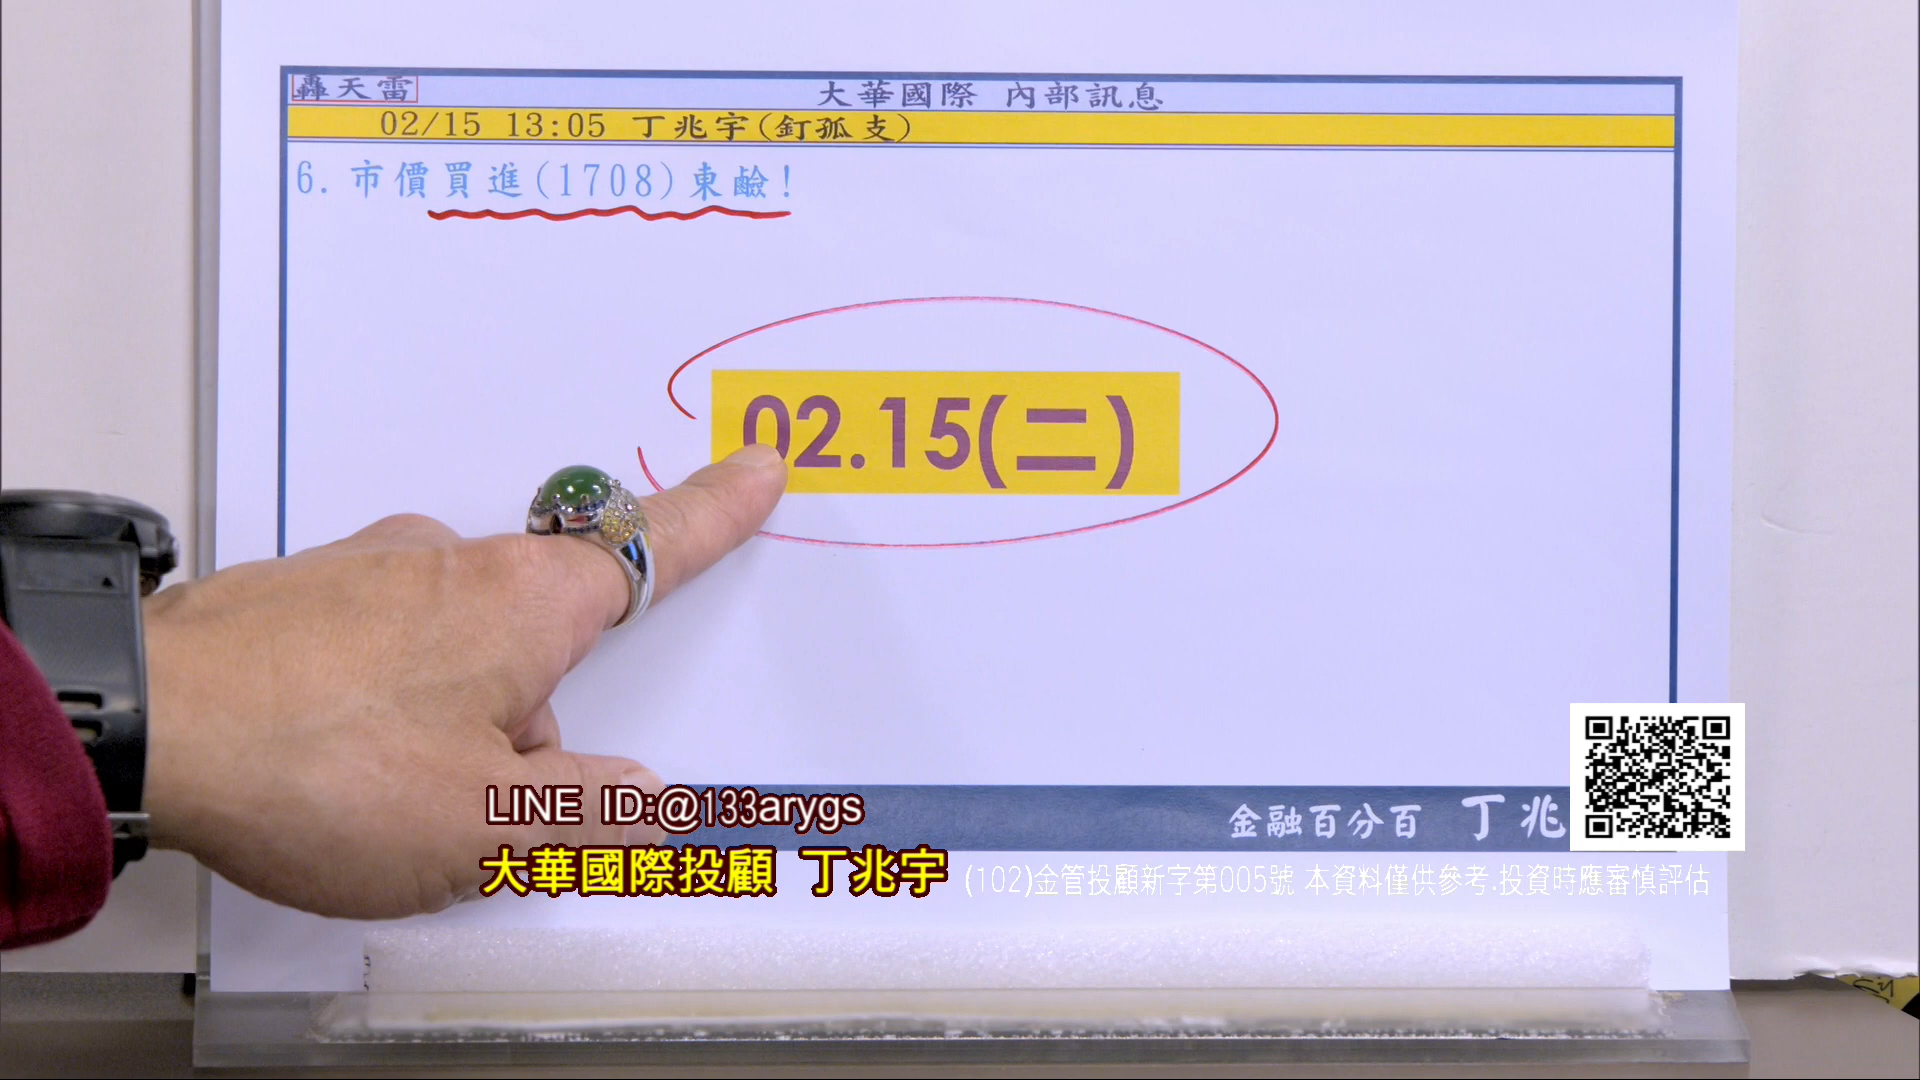 轟天雷
大華國際 內部訊息
02/15 13:05 丁兆宇(釘孤支)
6. 市價買進(1708)東鹼!
02.15(二)
金融百分百 丁兆
LINE ID:@133arygs
大華國際投顧 丁兆宇
(102)金管投顧新字第005號 本資料僅供參考.投資時應審慎評估